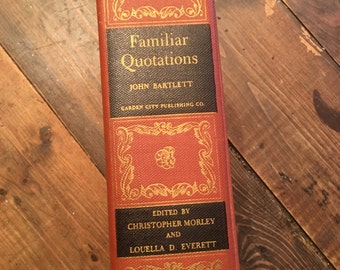 Familiar
Quotations
JOHN BARTLETT
GARDEN CITY PUBLISHING CO.
EDITED BY
CHRISTOPHER MORLEY
AND
LOUELLA D. EVERETT